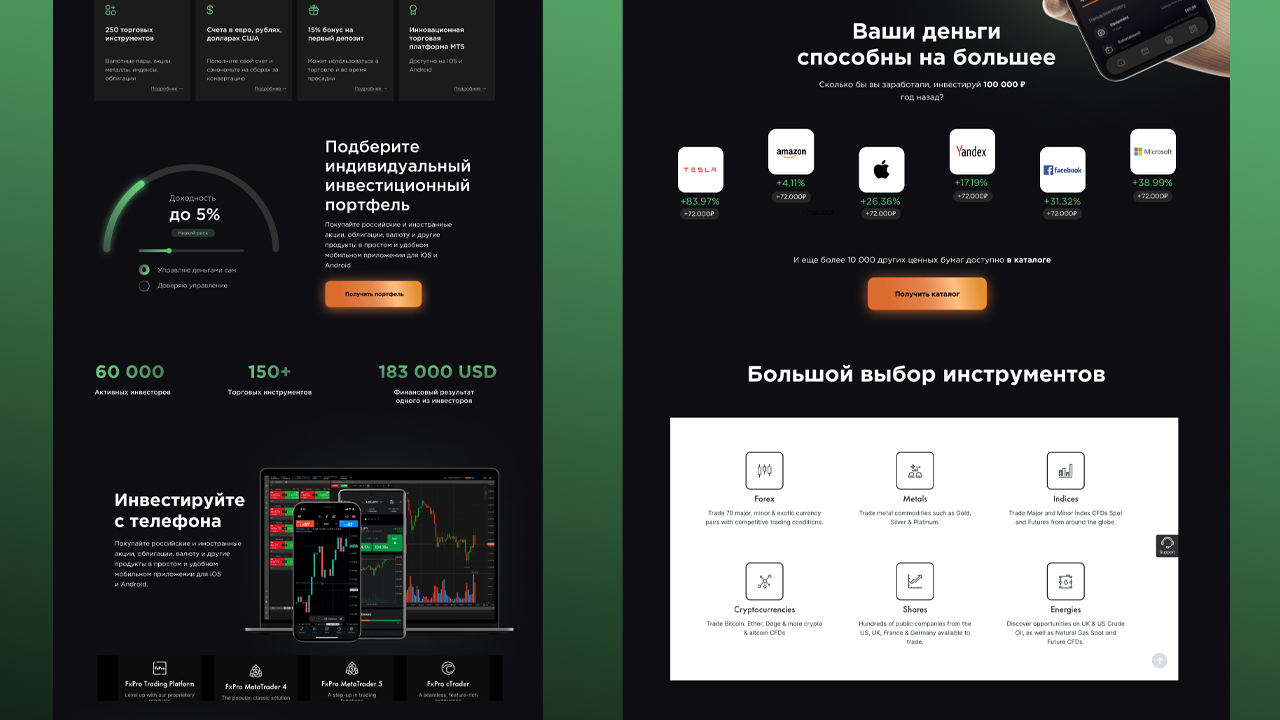 250 торговых
инструментов
Валютные пары, акции,
металлы, индексы,
облигации
Подробнее →
$
Счета в евро, рублях,
долларах США
Пополните свой счет и
сэкономьте на сборах за
конвертацию
Подробнее →
15% бонус на
первый депозит
Может использоваться в
торговле и во время
просадки
Подробнее →
Инновационная
торговая
платформа MT5
Доступно на iOS и
Android
Подробнее →
Доходность
до 5%
Низкий риск
Управляю деньгами сам
Доверяю управление
Подберите
индивидуальный
инвестиционный
портфель
Покупайте российские и иностранные
акции, облигации, валюту и другие
продукты в простом и удобном
мобильном приложении для iOS и
Android
Получить портфель
60 000
Активных инвесторов
150+
Торговых инструментов
183 000 USD
Финансовый результат
одного из инвесторов
Инвестируйте
с телефона
Покупайте российские и иностранные
акции, облигации, валюту и другие
продукты в простом и удобном
мобильном приложении для iOS
и Android.
FxPro
FxPro Trading Platform
Level up with our proprietary
products
FxPro MetaTrader 4
The popular, classic solution
FxPro MetaTrader 5
A step-up in trading
functions
FxPro cTrader
A seamless, feature-rich
experience
Transaction History
Equipment
Entertainment
Ваши деньги
способны на большее
Сколько бы вы заработали, инвестируй 100 000 ₽
год назад?
TESLA
+83.97%
+72.000₽
amazon
+4.11%
+72.000₽
+26.36%
+72.000₽
Yandex
+17.19%
+72.000₽
facebook
+31.32%
+72.000₽
Microsoft
+38.99%
+72.000₽
И еще более 10 000 других ценных бумаг доступно в каталоге
Получить каталог
Большой выбор инструментов
Forex
Trade 70 major, minor & exotic currency
pairs with competitive trading conditions.
Metals
Trade metal commodities such as Gold,
Silver & Platinum.
Indices
Trade Major and Minor Index CFDs Spot
and Futures from around the globe.
Support
Cryptocurrencies
Trade Bitcoin, Ether, Doge & more crypto
& altcoin CFDs
Shares
Hundreds of public companies from the
US, UK, France & Germany available to
trade.
Energies
Discover opportunities on UK & US Crude
Oil, as well as Natural Gas Spot and
Future CFDs.